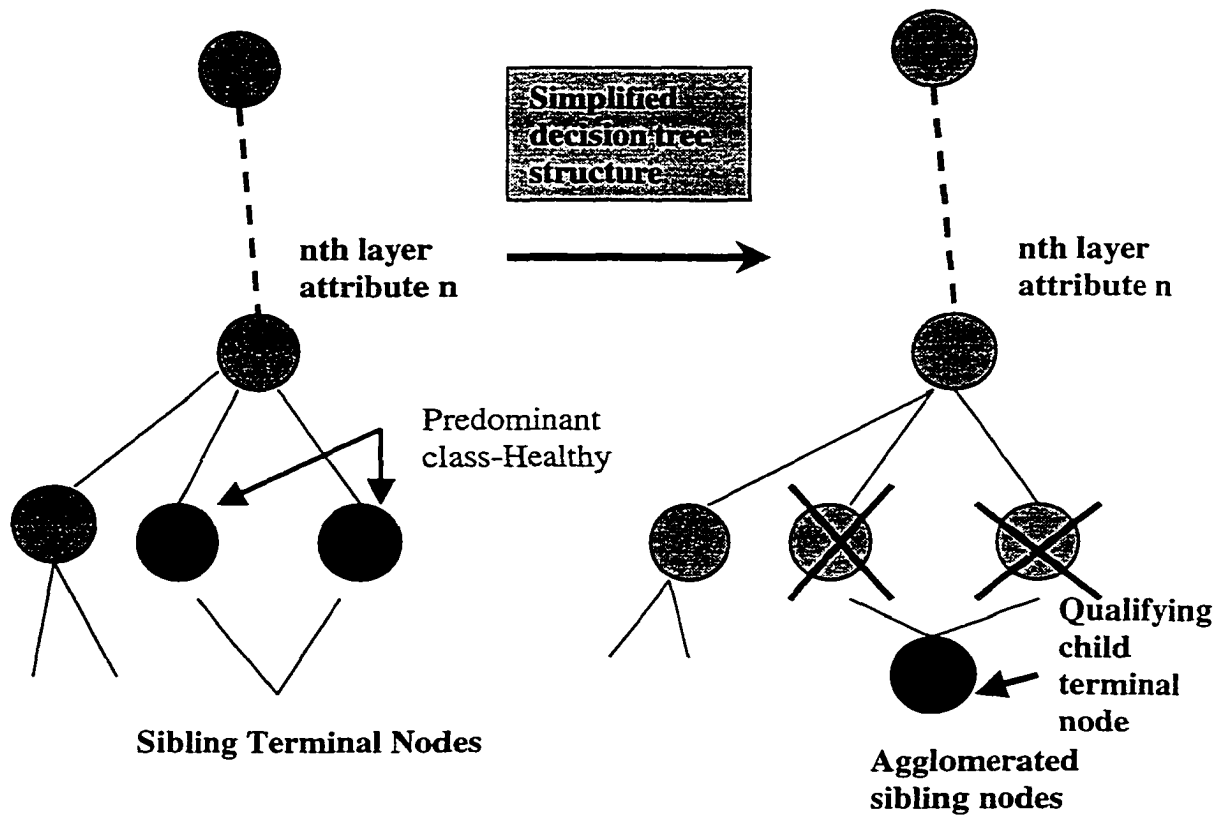 Simplified
decision tree
structure
nth layer
attribute n
nth layer
attribute n
Predominant
class-Healthy
Qualifying
child
terminal
node
Sibling Terminal Nodes
Agglomerated
sibling nodes